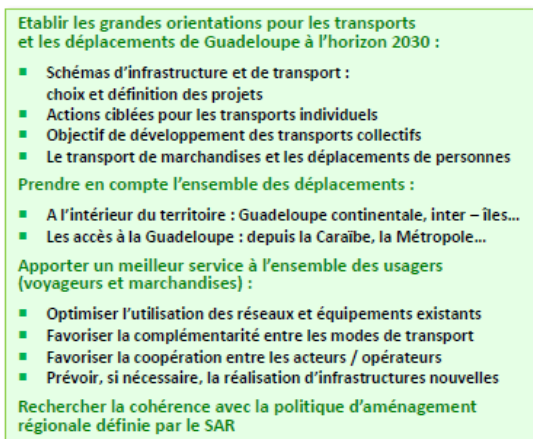 Etablir les grandes orientations pour les transports
et les déplacements de Guadeloupe à l'horizon 2030 :
▪ Schémas d'infrastructure et de transport :
choix et définition des projets
▪ Actions ciblées pour les transports individuels
▪ Objectif de développement des transports collectifs
▪ Le transport de marchandises et les déplacements de personnes
Prendre en compte l'ensemble des déplacements :
▪ A l'intérieur du territoire : Guadeloupe continentale, inter – îles...
▪ Les accès à la Guadeloupe : depuis la Caraïbe, la Métropole...
Apporter un meilleur service à l'ensemble des usagers
(voyageurs et marchandises) :
▪ Optimiser l'utilisation des réseaux et équipements existants
▪ Favoriser la complémentarité entre les modes de transport
▪ Favoriser la coopération entre les acteurs / opérateurs
▪ Prévoir, si nécessaire, la réalisation d'infrastructures nouvelles
Rechercher la cohérence avec la politique d'aménagement
régionale définie par le SAR